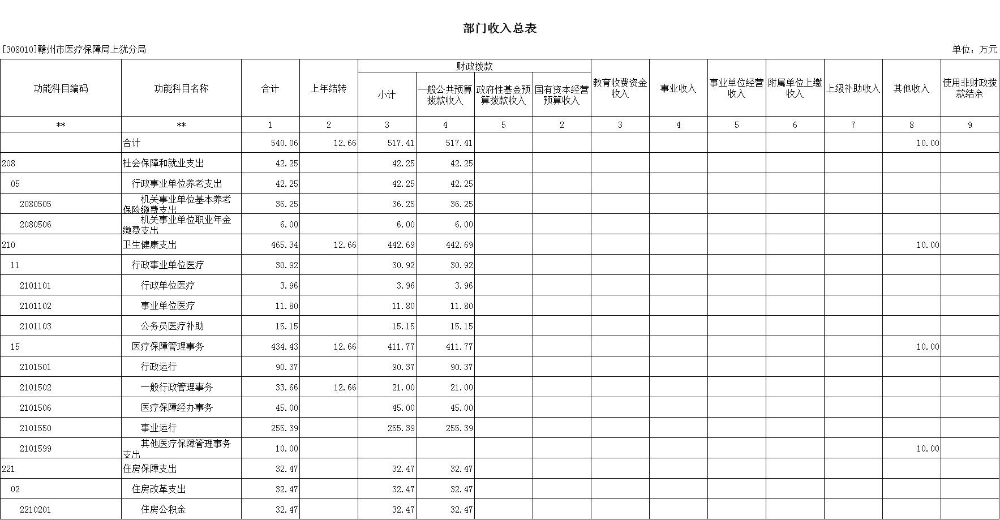 部门收入总表
[308010]赣州市医疗保障局上犹分局 单位：万元
功能科目编码 功能科目名称 合计 上年结转 财政拨款 教育收费资金收入 事业收入 事业单位经营收入 附属单位上缴收入 上级补助收入 其他收入 使用非财政拨款结余
小计 一般公共预算拨款收入 政府性基金预算拨款收入 国有资本经营预算收入
** ** 1 2 3 4 5 2 3 4 5 6 7 8 9
合计 540.06 12.66 517.41 517.41 10.00
208 社会保障和就业支出 42.25 42.25 42.25
05 行政事业单位养老支出 42.25 42.25 42.25
2080505 机关事业单位基本养老保险缴费支出 36.25 36.25 36.25
2080506 机关事业单位职业年金缴费支出 6.00 6.00 6.00
210 卫生健康支出 465.34 12.66 442.69 442.69 10.00
11 行政事业单位医疗 30.92 30.92 30.92
2101101 行政单位医疗 3.96 3.96 3.96
2101102 事业单位医疗 11.80 11.80 11.80
2101103 公务员医疗补助 15.15 15.15 15.15
15 医疗保障管理事务 434.43 12.66 411.77 411.77 10.00
2101501 行政运行 90.37 90.37 90.37
2101502 一般行政管理事务 33.66 12.66 21.00 21.00
2101506 医疗保障经办事务 45.00 45.00 45.00
2101550 事业运行 255.39 255.39 255.39
2101599 其他医疗保障管理事务支出 10.00 10.00
221 住房保障支出 32.47 32.47 32.47
02 住房改革支出 32.47 32.47 32.47
2210201 住房公积金 32.47 32.47 32.47